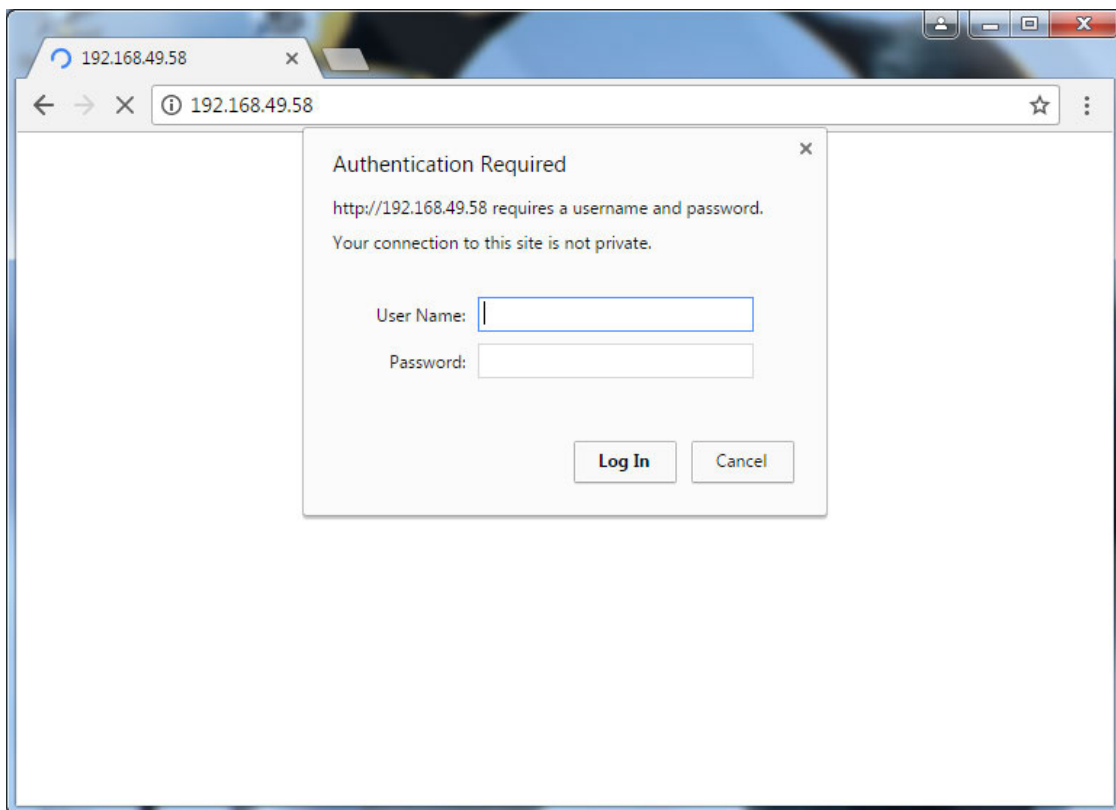 192.168.49.58
192.168.49.58
Authentication Required
http://192.168.49.58 requires a username and password.
Your connection to this site is not private.
User Name:
Password:
Log In
Cancel